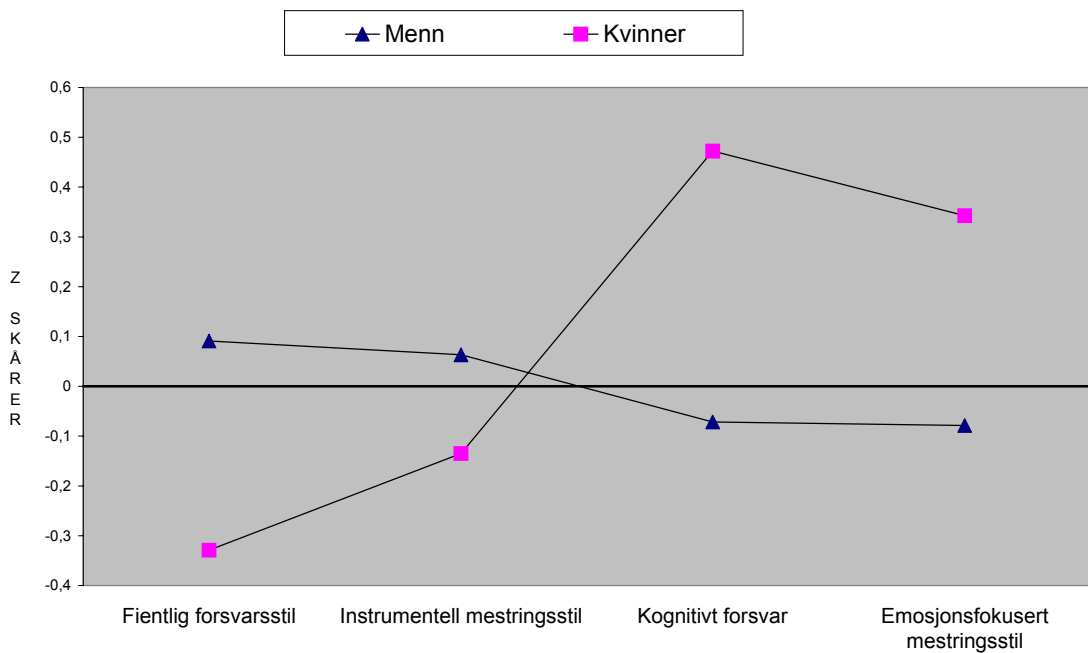 Menn Kvinner
0,6
0,5
0,4
0,3
0,2
0,1
0
-0,1
-0,2
-0,3
-0,4
Z SKÅRER
Fientlig forsvarsstil Instrumentell mestringsstil Kognitivt forsvar Emosjonsfokusert
mestringsstil